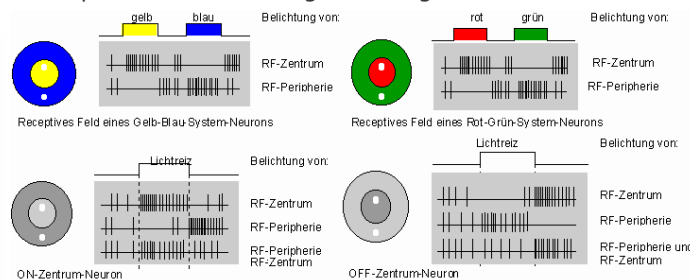 gelb blau Belichtung von:
RF-Zentrum
RF-Peripherie
Receptives Feld eines Gelb-Blau-System-Neurons
rot grün Belichtung von:
RF-Zentrum
RF-Peripherie
Receptives Feld eines Rot-Grün-System-Neurons
Lichtreiz Belichtung von:
RF-Zentrum
RF-Peripherie
RF-Peripherie
RF-Zentrum
ON-Zentrum-Neuron
Lichtreiz Belichtung von:
RF-Zentrum
RF-Peripherie
RF-Peripherie und
RF-Zentrum
OFF-Zentrum-Neuron